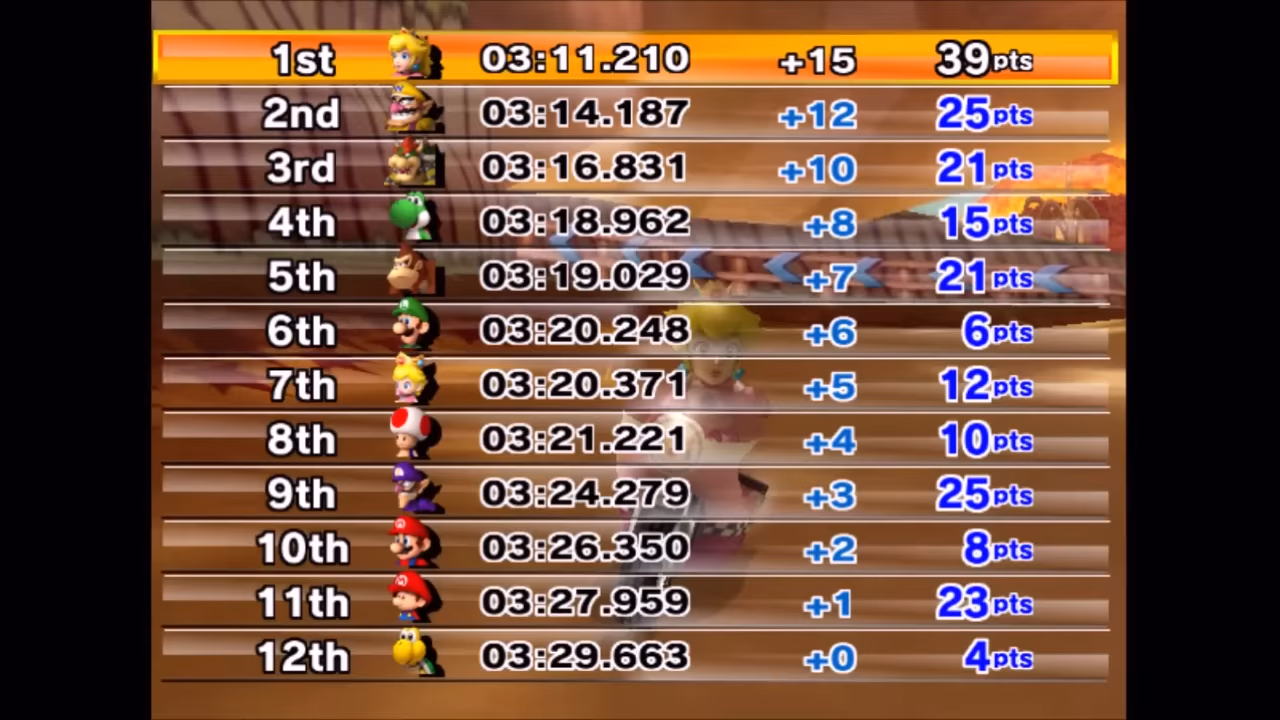 1st 03:11.210 +15 39pts
2nd 03:14.187 +12 25pts
3rd 03:16.831 +10 21pts
4th 03:18.962 +8 15pts
5th 03:19.029 +7 21pts
6th 03:20.248 +6 6pts
7th 03:20.371 +5 12pts
8th 03:21.221 +4 10pts
9th 03:24.279 +3 25pts
10th 03:26.350 +2 8pts
11th 03:27.959 +1 23pts
12th 03:29.663 +0 4pts